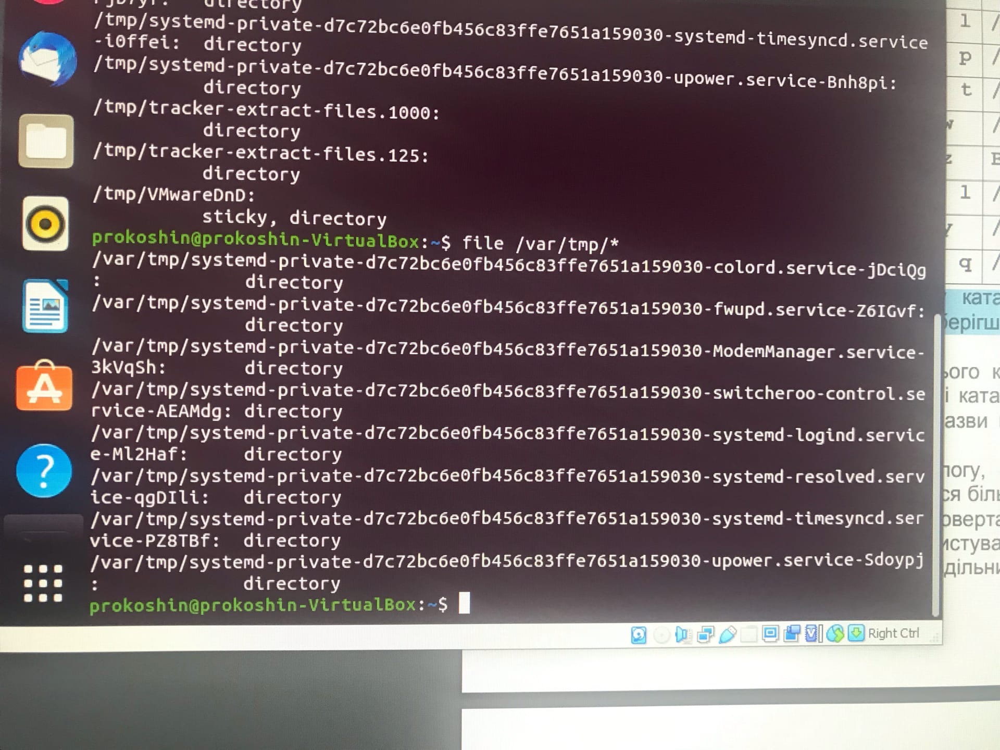 directory
/tmp/systemd-private-d7c72bc6e0fb456c83ffe7651a159030-systemd-timesyncd.service
-i0ffei: directory
/tmp/systemd-private-d7c72bc6e0fb456c83ffe7651a159030-upower.service-Bnh8pi:
directory
/tmp/tracker-extract-files.1000:
directory
/tmp/tracker-extract-files.125:
directory
/tmp/VMwareDnD:
sticky, directory
prokoshin@prokoshin-VirtualBox:~$ file /var/tmp/*
/var/tmp/systemd-private-d7c72bc6e0fb456c83ffe7651a159030-colord.service-jDciQg
: directory
/var/tmp/systemd-private-d7c72bc6e0fb456c83ffe7651a159030-fwupd.service-Z6IGvf:
directory
/var/tmp/systemd-private-d7c72bc6e0fb456c83ffe7651a159030-ModemManager.service-
3kVqSh: directory
/var/tmp/systemd-private-d7c72bc6e0fb456c83ffe7651a159030-switcheroo-control.se
rvice-AEAMdg: directory
/var/tmp/systemd-private-d7c72bc6e0fb456c83ffe7651a159030-systemd-logind.servic
e-Ml2Haf: directory
/var/tmp/systemd-private-d7c72bc6e0fb456c83ffe7651a159030-systemd-resolved.serv
ice-qgDIli: directory
/var/tmp/systemd-private-d7c72bc6e0fb456c83ffe7651a159030-systemd-timesyncd.ser
vice-PZ8TBf: directory
/var/tmp/systemd-private-d7c72bc6e0fb456c83ffe7651a159030-upower.service-Sdoypj
: directory
prokoshin@prokoshin-VirtualBox:~$
Right Ctrl
l /
p /
t /
w /
z
l /
/
q /
ката
берігш
ього к
і ката
азви
логу,
ся біль
оверта
истува
дільни